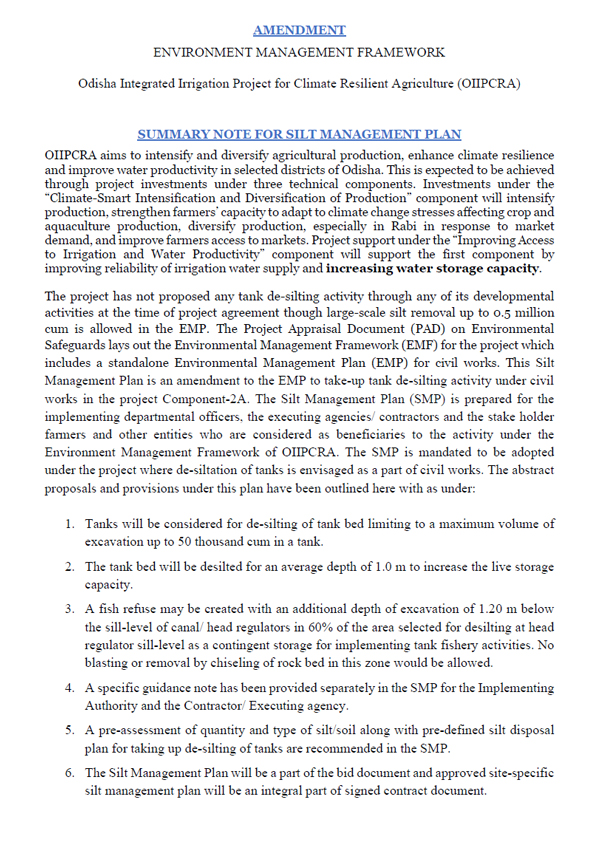 AMENDMENT
ENVIRONMENT MANAGEMENT FRAMEWORK
Odisha Integrated Irrigation Project for Climate Resilient Agriculture (OIIPCRA)
SUMMARY NOTE FOR SILT MANAGEMENT PLAN
OIIPCRA aims to intensify and diversify agricultural production, enhance climate resilience
and improve water productivity in selected districts of Odisha. This is expected to be achieved
through project investments under three technical components. Investments under the
“Climate-Smart Intensification and Diversification of Production” component will intensify
production, strengthen farmers’ capacity to adapt to climate change stresses affecting crop and
aquaculture production, diversify production, especially in Rabi in response to market
demand, and improve farmers access to markets. Project support under the “Improving Access
to Irrigation and Water Productivity” component will support the first component by
improving reliability of irrigation water supply and increasing water storage capacity.
The project has not proposed any tank de-silting activity through any of its developmental
activities at the time of project agreement though large-scale silt removal up to 0.5 million
cum is allowed in the EMP. The Project Appraisal Document (PAD) on Environmental
Safeguards lays out the Environmental Management Framework (EMF) for the project which
includes a standalone Environmental Management Plan (EMP) for civil works. This Silt
Management Plan is an amendment to the EMP to take-up tank de-silting activity under civil
works in the project Component-2A. The Silt Management Plan (SMP) is prepared for the
implementing departmental officers, the executing agencies/ contractors and the stake holder
farmers and other entities who are considered as beneficiaries to the activity under the
Environment Management Framework of OIIPCRA. The SMP is mandated to be adopted
under the project where de-siltation of tanks is envisaged as a part of civil works. The abstract
proposals and provisions under this plan have been outlined here with as under:
1. Tanks will be considered for de-silting of tank bed limiting to a maximum volume of
excavation up to 50 thousand cum in a tank.
2. The tank bed will be desilted for an average depth of 1.0 m to increase the live storage
capacity.
3. A fish refuse may be created with an additional depth of excavation of 1.20 m below
the sill-level of canal/ head regulators in 60% of the area selected for desilting at head
regulator sill-level as a contingent storage for implementing tank fishery activities. No
blasting or removal by chiseling of rock bed in this zone would be allowed.
4. A specific guidance note has been provided separately in the SMP for the Implementing
Authority and the Contractor/ Executing agency.
5. A pre-assessment of quantity and type of silt/soil along with pre-defined silt disposal
plan for taking up de-silting of tanks are recommended in the SMP.
6. The Silt Management Plan will be a part of the bid document and approved site-specific
silt management plan will be an integral part of signed contract document.